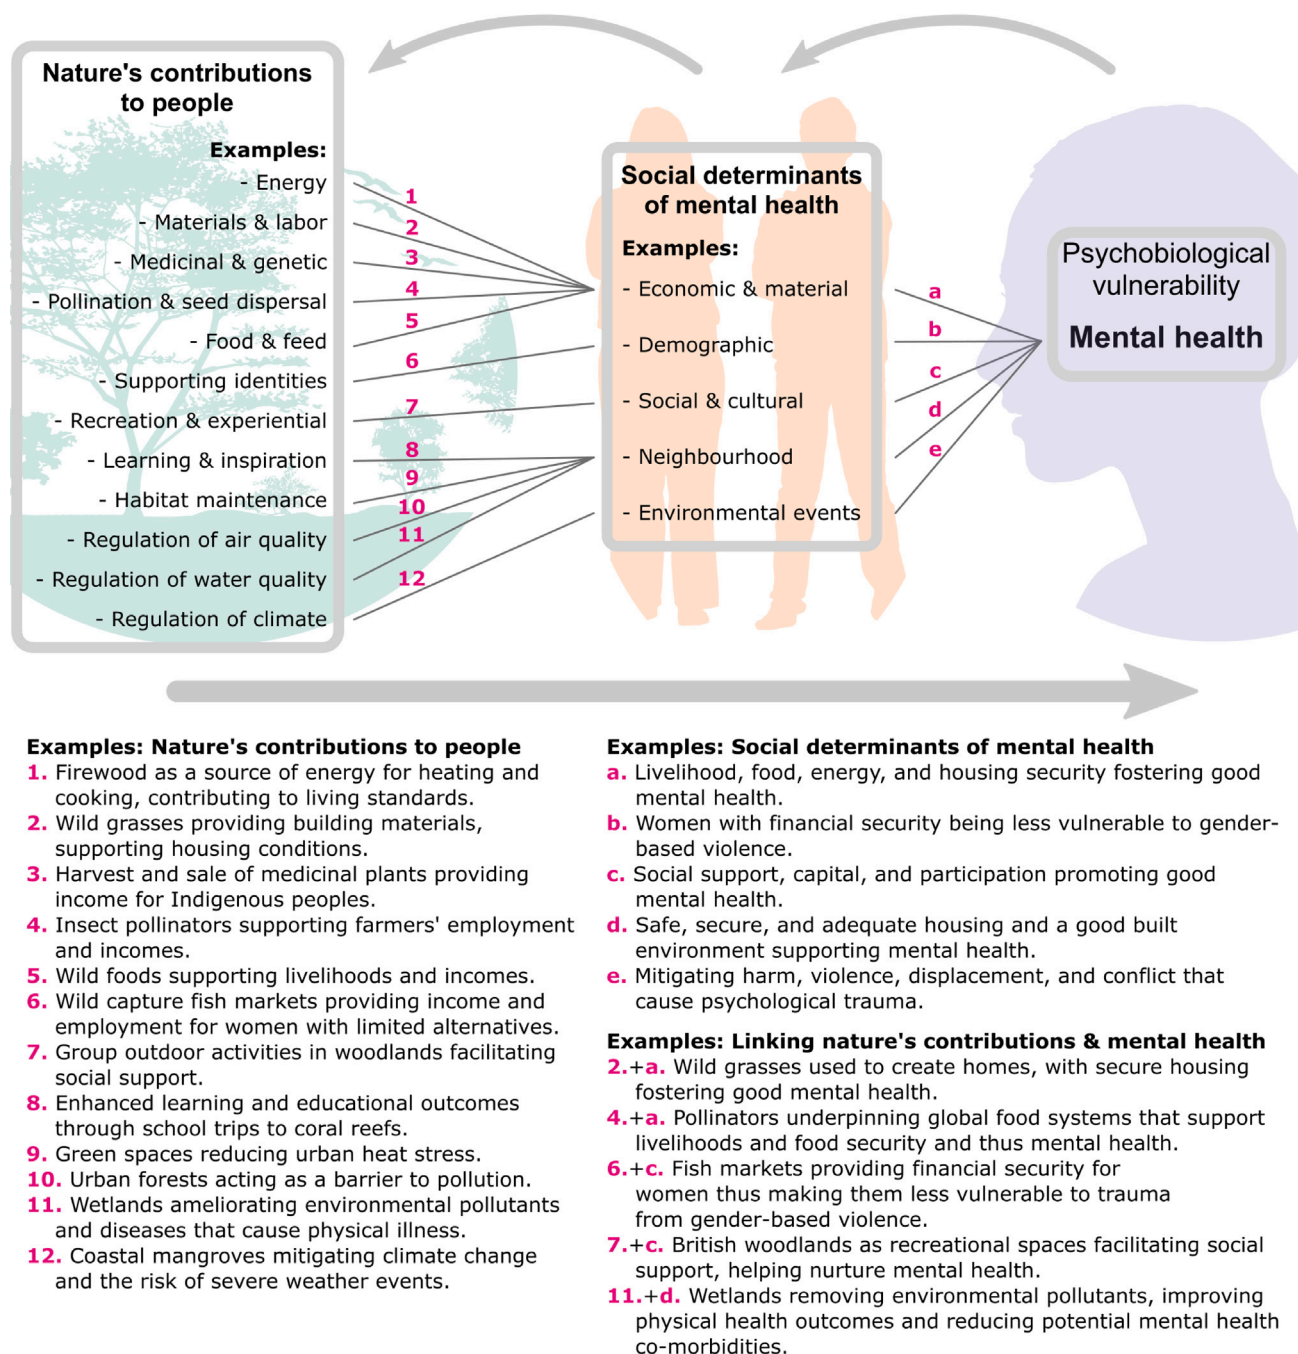 Nature's contributions
to people
Examples:
- Energy
- Materials & labor
- Medicinal & genetic
- Pollination & seed dispersal
- Food & feed
- Supporting identities
- Recreation & experiential
- Learning & inspiration
- Habitat maintenance
- Regulation of air quality
- Regulation of water quality
- Regulation of climate
1
2
3
4
5
6
7
8
9
10
11
12
Social determinants
of mental health
Examples:
- Economic & material
- Demographic
- Social & cultural
- Neighbourhood
- Environmental events
a
b
c
d
e
Psychobiological
vulnerability
Mental health
Examples: Nature's contributions to people
1. Firewood as a source of energy for heating and
cooking, contributing to living standards.
2. Wild grasses providing building materials,
supporting housing conditions.
3. Harvest and sale of medicinal plants providing
income for Indigenous peoples.
4. Insect pollinators supporting farmers' employment
and incomes.
5. Wild foods supporting livelihoods and incomes.
6. Wild capture fish markets providing income and
employment for women with limited alternatives.
7. Group outdoor activities in woodlands facilitating
social support.
8. Enhanced learning and educational outcomes
through school trips to coral reefs.
9. Green spaces reducing urban heat stress.
10. Urban forests acting as a barrier to pollution.
11. Wetlands ameliorating environmental pollutants
and diseases that cause physical illness.
12. Coastal mangroves mitigating climate change
and the risk of severe weather events.
Examples: Social determinants of mental health
a. Livelihood, food, energy, and housing security fostering good
mental health.
b. Women with financial security being less vulnerable to gender-
based violence.
c. Social support, capital, and participation promoting good
mental health.
d. Safe, secure, and adequate housing and a good built
environment supporting mental health.
e. Mitigating harm, violence, displacement, and conflict that
cause psychological trauma.
Examples: Linking nature's contributions & mental health
2.+a. Wild grasses used to create homes, with secure housing
fostering good mental health.
4.+a. Pollinators underpinning global food systems that support
livelihoods and food security and thus mental health.
6.+c. Fish markets providing financial security for
women thus making them less vulnerable to trauma
from gender-based violence.
7.+c. British woodlands as recreational spaces facilitating social
support, helping nurture mental health.
11.+d. Wetlands removing environmental pollutants, improving
physical health outcomes and reducing potential mental health
co-morbidities.